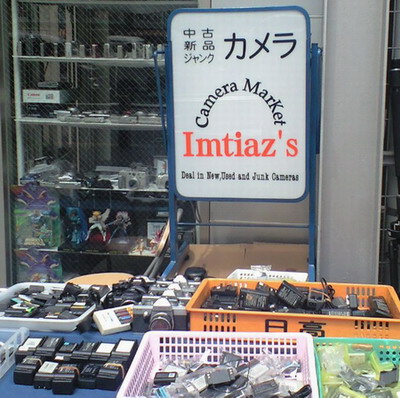 中古
新品
ジャンク
カメラ
Camera Market
Imtiaz's
Deal in New,Used and Junk Cameras